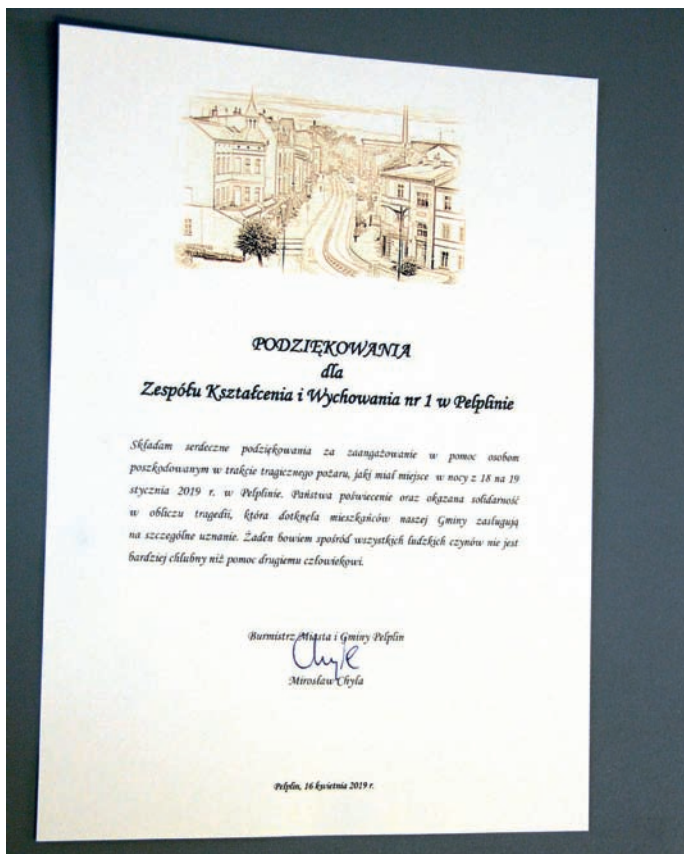 PODZIĘKOWANIA
dla
Zespółu Kształcenia i Wychowania nr 1 w Pelplinie
Składam serdeczne podziękowania za zaangażowanie w pomoc osobom
poszkodowanym w trakcie tragicznego pożaru, jaki miał miejsce w nocy z 18 na 19
stycznia 2019 r. w Pelplinie. Państwa poświecenie oraz okazana solidarność
w obliczu tragedii, która dotknęła mieszkańców naszej Gminy zasługują
na szczególne uznanie. Żaden bowiem spośród wszystkich ludzkich czynów nie jest
bardziej chlubny niż pomoc drugiemu człowiekowi.
Burmistrz Miasta i Gminy Pelplin
Chyła
Mirosław Chyła
Pelplin, 16 kwietnia 2019 r.